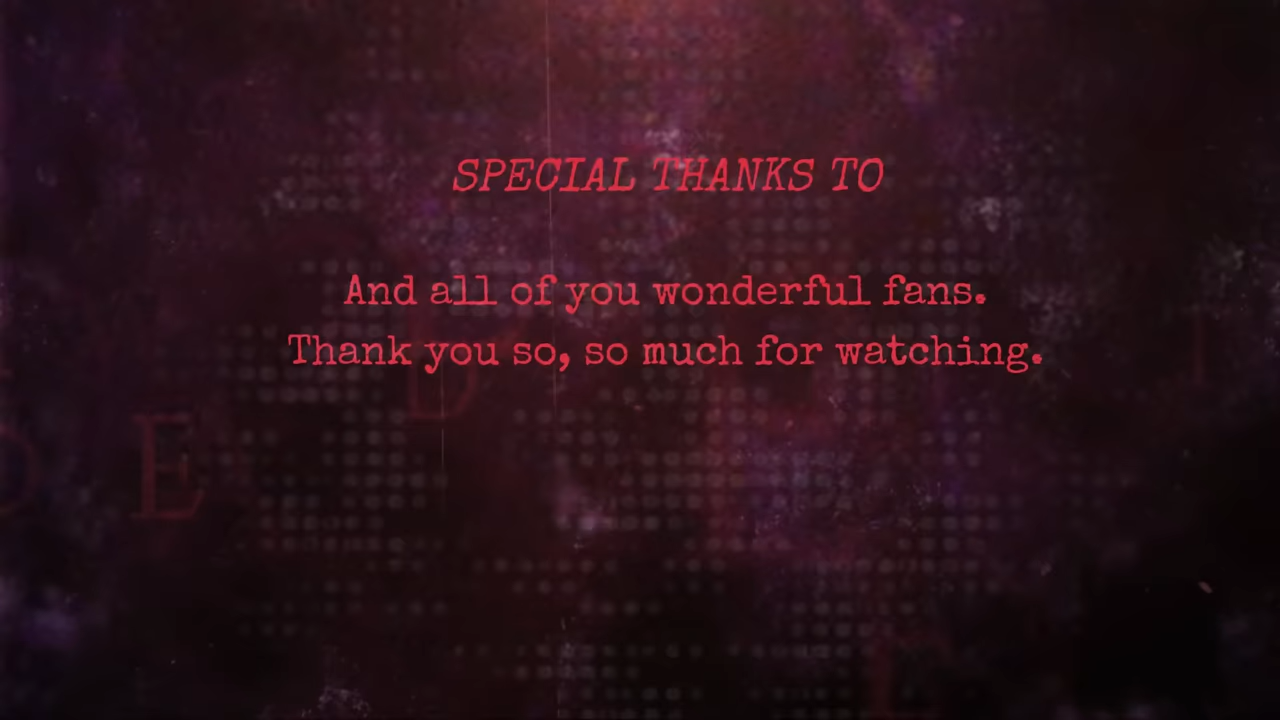 SPECIAL THANKS TO
And all of you wonderful fans.
Thank you so, so much for watching.
D
E